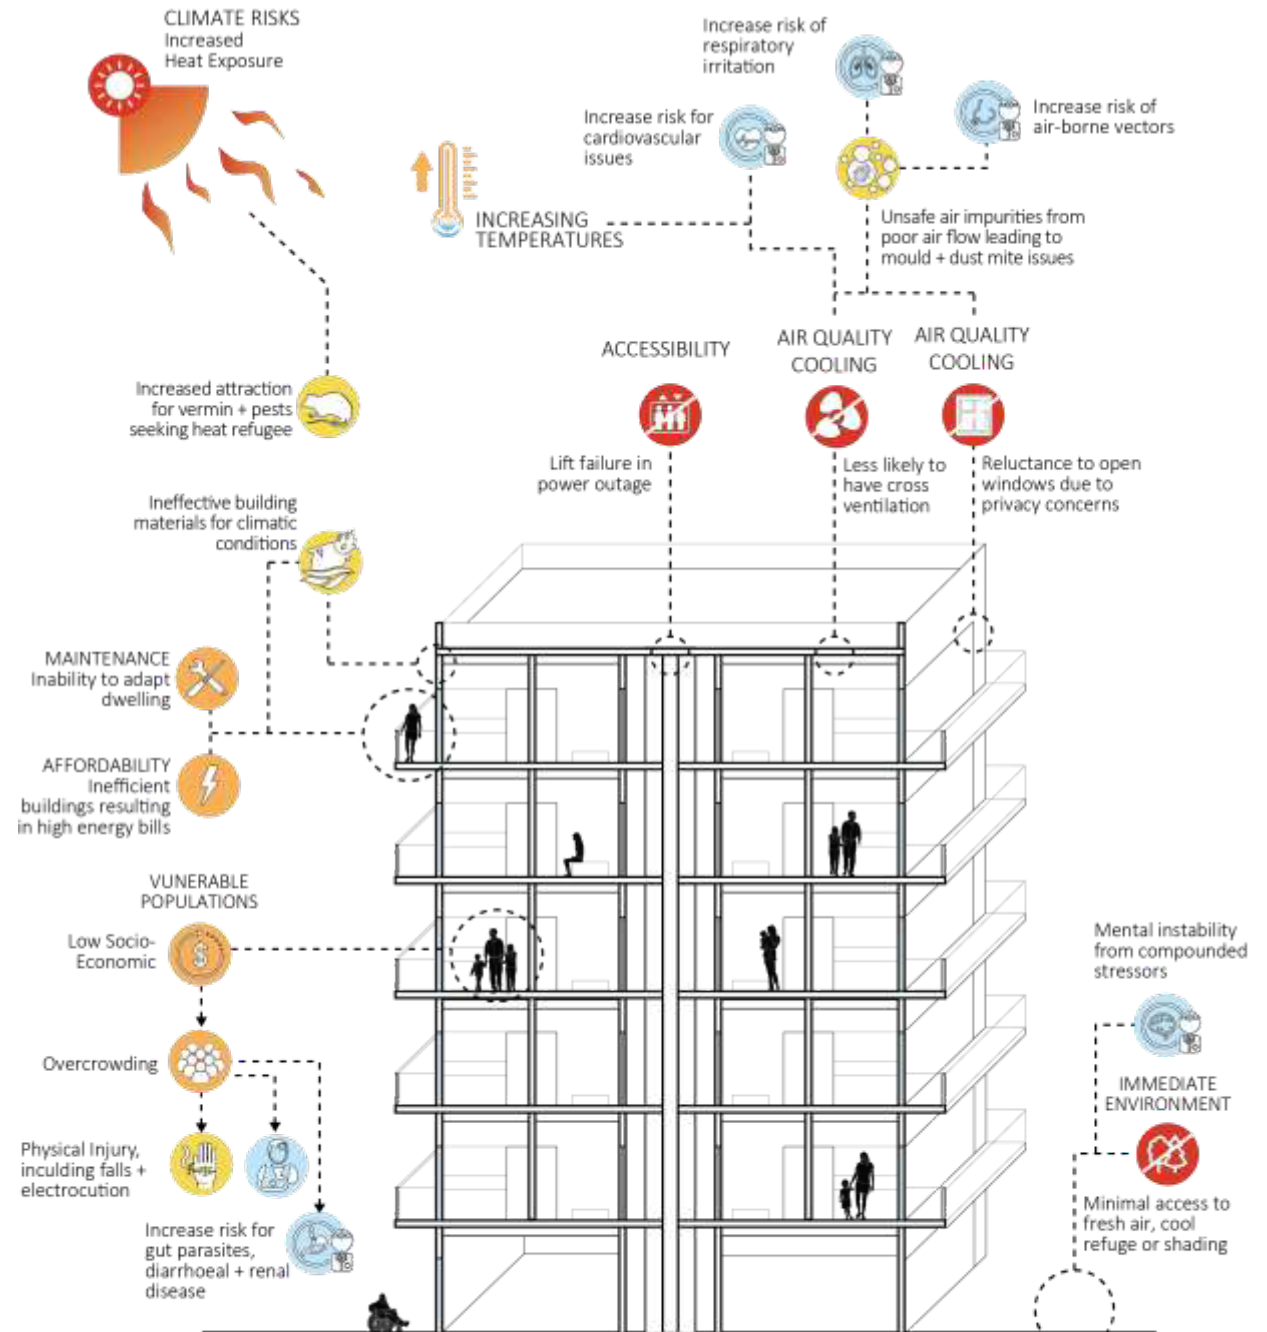 CLIMATE RISKS
Increased
Heat Exposure
Increase risk of
respiratory
irritation
Increase risk for
cardiovascular
issues
Increase risk of
air-borne vectors
INCREASING
TEMPERATURES
Unsafe air impurities from
poor air flow leading to
mould + dust mite issues
ACCESSIBILITY
AIR QUALITY
COOLING
AIR QUALITY
COOLING
Increased attraction
for vermin + pests
seeking heat refugee
Lift failure in
power outage
Less likely to
have cross
ventilation
Reluctance to open
windows due to
privacy concerns
Ineffective building
materials for climatic
conditions
MAINTENANCE
Inability to adapt
dwelling
AFFORDABILITY
Inefficient
buildings resulting
in high energy bills
VUNERABLE
POPULATIONS
Low Socio-
Economic
$
Overcrowding
Physical Injury,
inculding falls +
electrocution
Increase risk for
gut parasites,
diarrhoeal + renal
disease
Mental instability
from compounded
stressors
IMMEDIATE
ENVIRONMENT
Minimal access to
fresh air, cool
refuge or shading